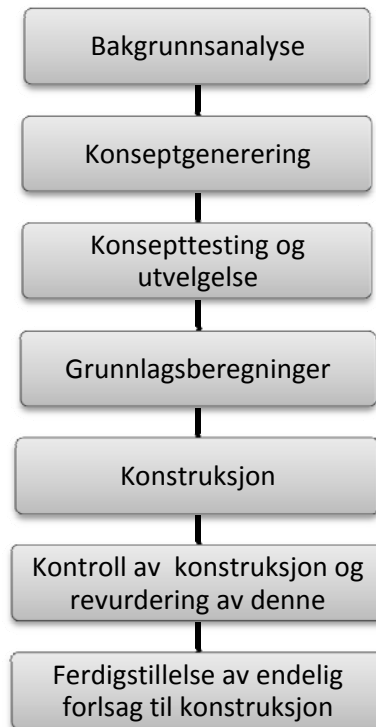 Bakgrunnsanalyse
Konseptgenerering
Konsepttesting og
utvelgelse
Grunnlagsberegninger
Konstruksjon
Kontroll av  konstruksjon og
revurdering av denne
Ferdigstillelse av endelig
forlsag til konstruksjon